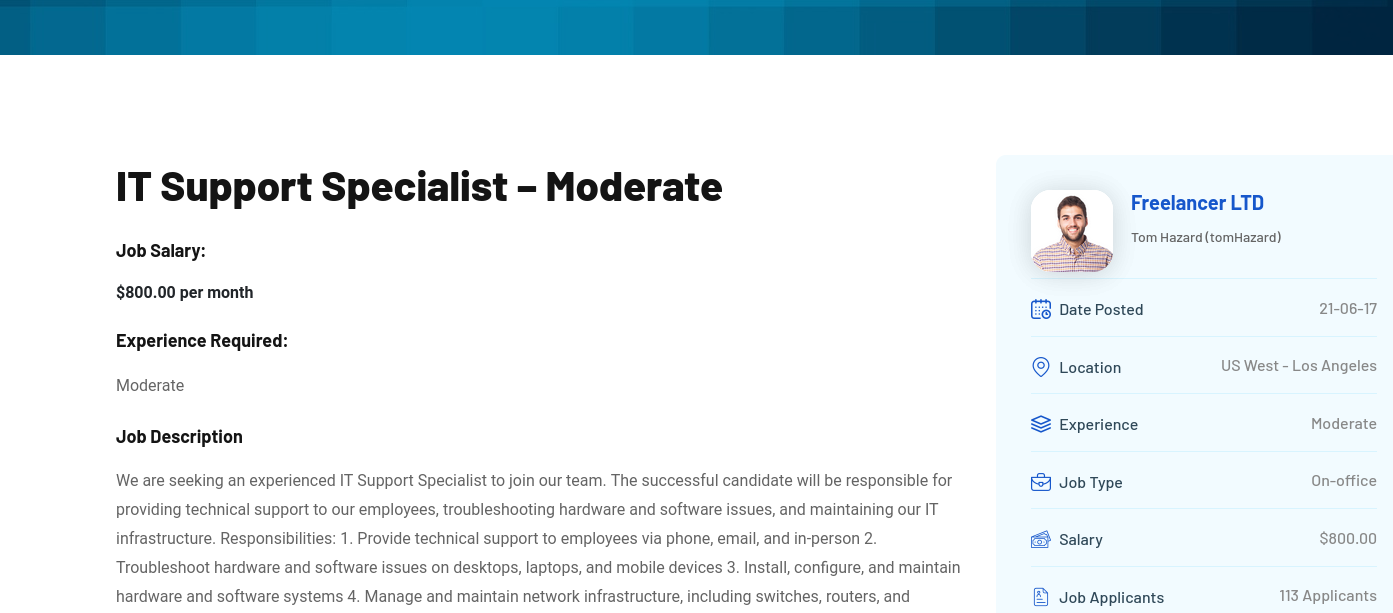 IT Support Specialist – Moderate
Job Salary:
$800.00 per month
Experience Required:
Moderate
Job Description
We are seeking an experienced IT Support Specialist to join our team. The successful candidate will be responsible for
providing technical support to our employees, troubleshooting hardware and software issues, and maintaining our IT
infrastructure. Responsibilities: 1. Provide technical support to employees via phone, email, and in-person 2.
Troubleshoot hardware and software issues on desktops, laptops, and mobile devices 3. Install, configure, and maintain
hardware and software systems 4. Manage and maintain network infrastructure, including switches, routers, and
Freelancer LTD
Tom Hazard (tomHazard)
Date Posted 21-06-17
Location US West - Los Angeles
Experience Moderate
Job Type On-office
Salary $800.00
Job Applicants 113 Applicants